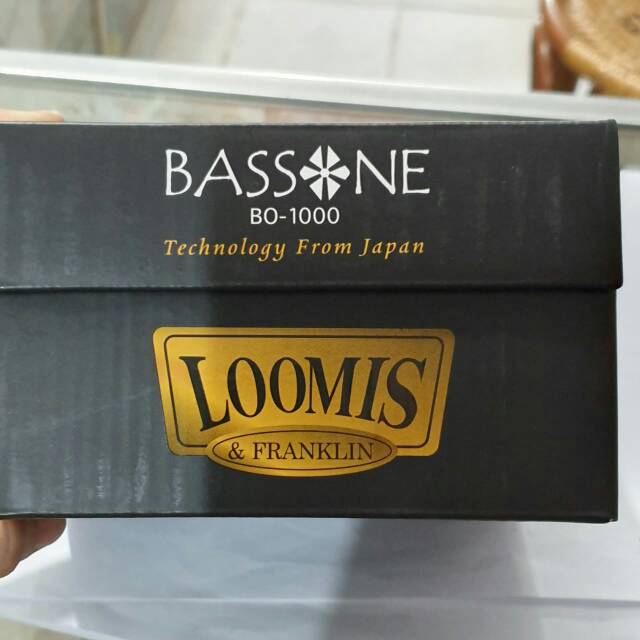 BASSONE
BO-1000
Technology From Japan
LOOMIS
& FRANKLIN